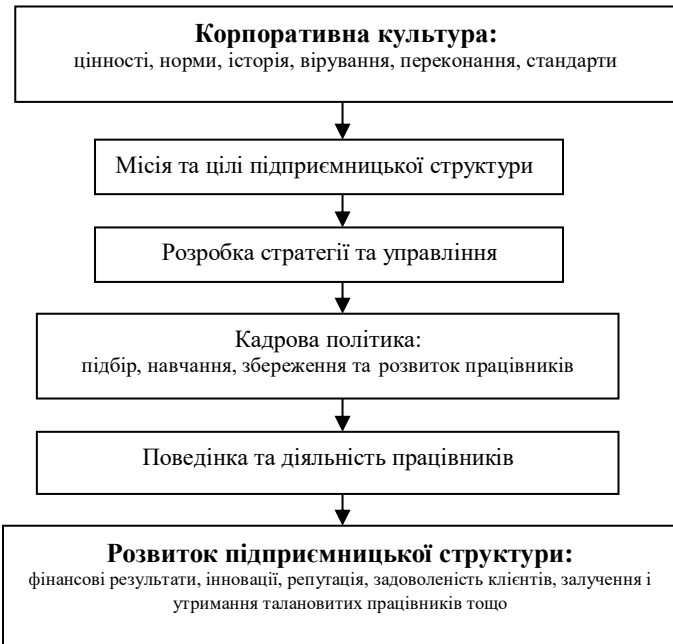 Корпоративна культура:
цінності, норми, історія, вірування, переконання, стандарти
Місія та цілі підприємницької структури
Розробка стратегії та управління
Кадрова політика:
підбір, навчання, збереження та розвиток працівників
Поведінка та діяльність працівників
Розвиток підприємницької структури:
фінансові результати, інновації, репутація, задоволеність клієнтів, залучення і
утримання талановитих працівників тощо